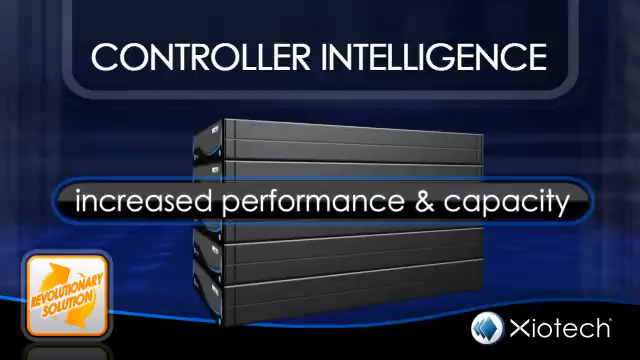 CONTROLLER INTELLIGENCE
increased performance & capacity
REVOLUTIONARY
SOLUTION
Xiotech